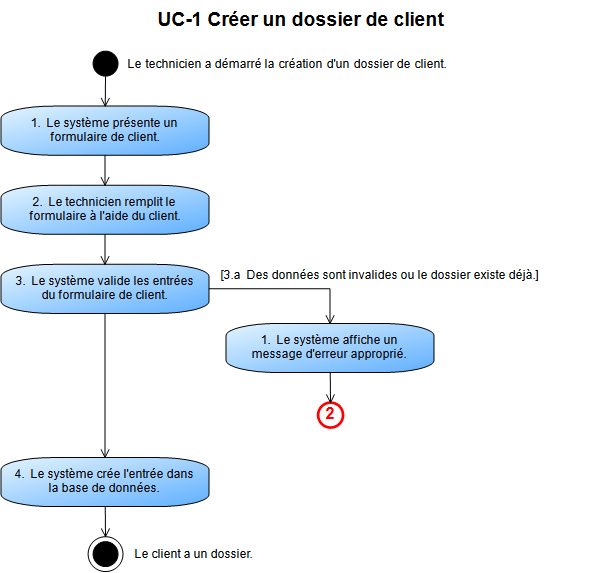 UC-1 Créer un dossier de client
Le technicien a démarré la création d'un dossier de client.
1. Le système présente un
formulaire de client.
2. Le technicien remplit le
formulaire à l'aide du client.
3. Le système valide les entrées
du formulaire de client.
[3.a Des données sont invalides ou le dossier existe déjà.]
1. Le système affiche un
message d'erreur approprié.
2
4. Le système crée l'entrée dans
la base de données.
Le client a un dossier.